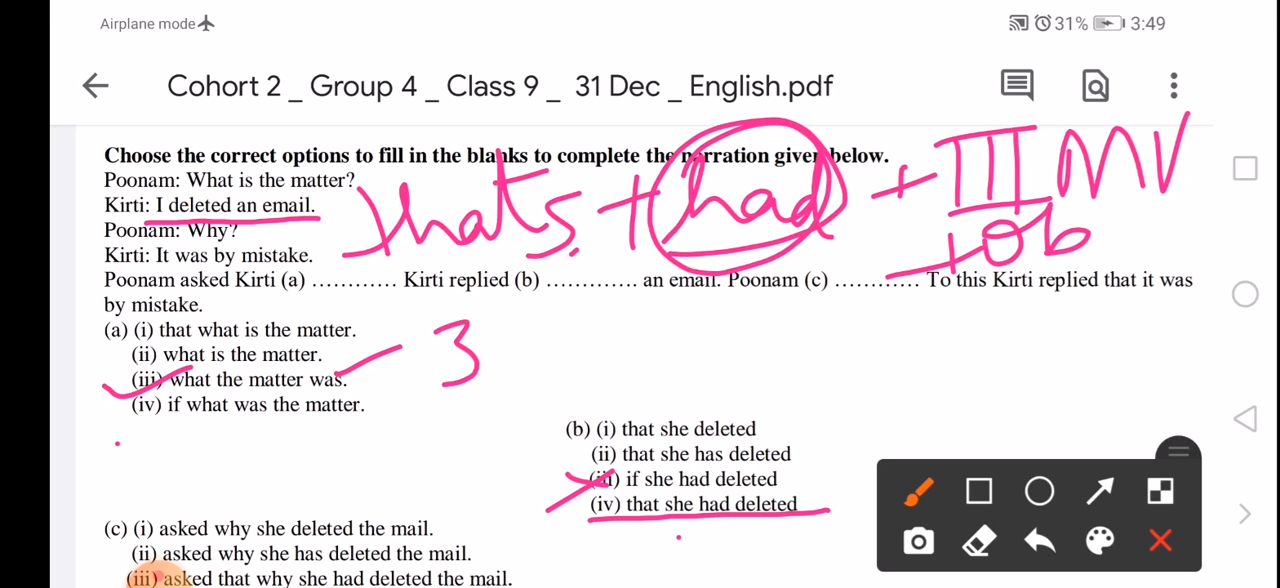 Airplane mode 31% 3:49
Cohort 2 _ Group 4 _ Class 9 _ 31 Dec _ English.pdf
Choose the correct options to fill in the blanks to complete the narration given below.
Poonam: What is the matter?
Kirti: I deleted an email.
that + S. + had + III MV
+ ob
Poonam: Why?
Kirti: It was by mistake.
Poonam asked Kirti (a) ………… Kirti replied (b) …………. an email. Poonam (c) ………… To this Kirti replied that it was
by mistake.
(a) (i) that what is the matter.
(ii) what is the matter.
(iii) what the matter was. 3
(iv) if what was the matter.
(b) (i) that she deleted
(ii) that she has deleted
(iii) if she had deleted
(iv) that she had deleted
(c) (i) asked why she deleted the mail.
(ii) asked why she has deleted the mail.
(iii) asked that why she had deleted the mail.